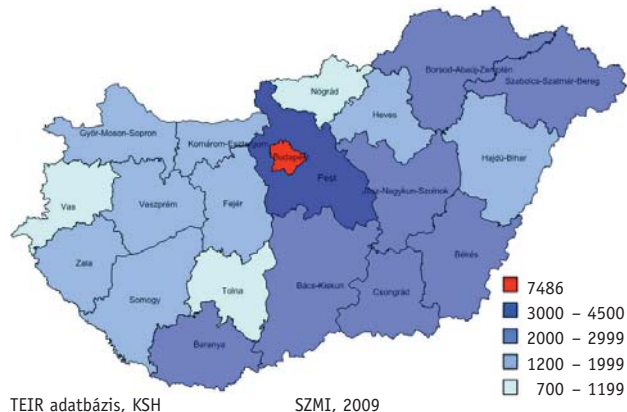 Borsod-Abaúj-Zemplén
Szabolcs-Szatmár-Bereg
Nógrád
Heves
Győr-Moson-Sopron
Komárom-Esztergom
Budapest
Hajdú-Bihar
Pest
Jász-Nagykun-Szolnok
Vas
Veszprém
Fejér
Zala
Békés
Tolna
Bács-Kiskun
Somogy
Csongrád
Baranya
7486
3000 – 4500
2000 – 2999
1200 – 1999
700 – 1199
TEIR adatbázis, KSH
SZMI, 2009